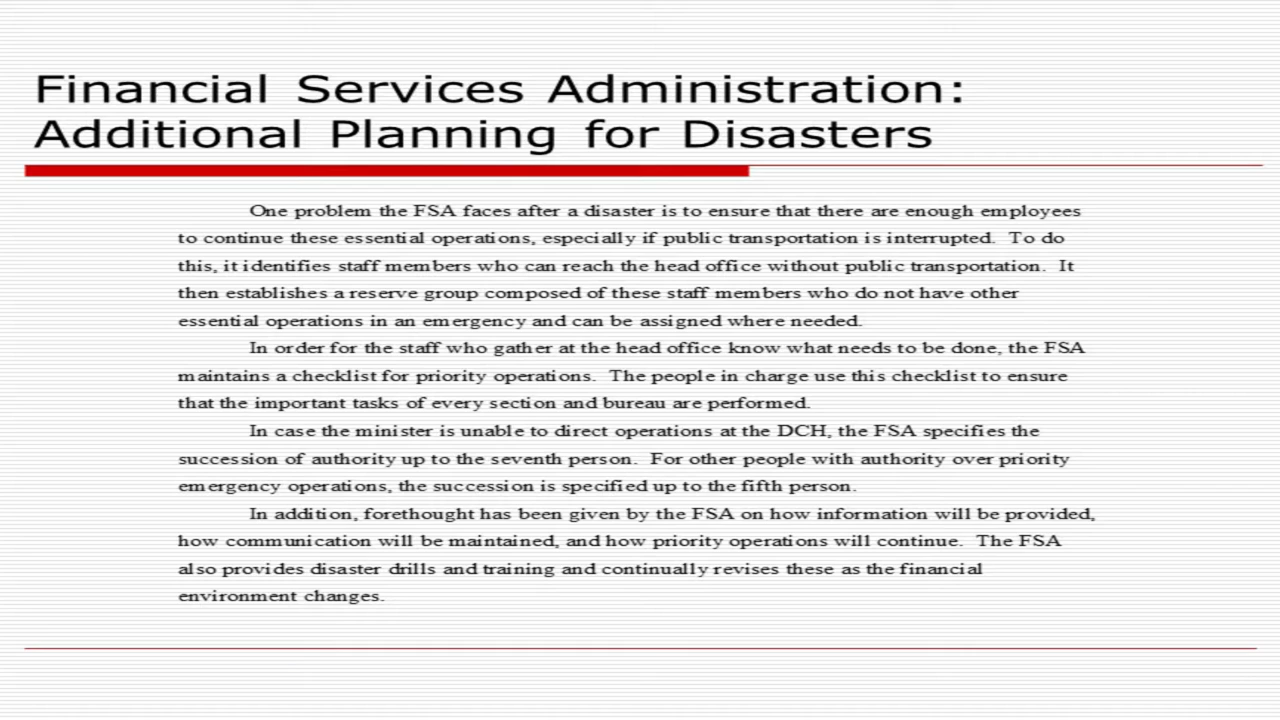 Financial Services Administration:
Additional Planning for Disasters
One problem the FSA faces after a disaster is to ensure that there are enough employees
to continue these essential operations, especially if public transportation is interrupted. To do
this, it identifies staff members who can reach the head office without public transportation. It
then establishes a reserve group composed of these staff members who do not have other
essential operations in an emergency and can be assigned where needed.
In order for the staff who gather at the head office know what needs to be done, the FSA
maintains a checklist for priority operations. The people in charge use this checklist to ensure
that the important tasks of every section and bureau are performed.
In case the minister is unable to direct operations at the DCH, the FSA specifies the
succession of authority up to the seventh person. For other people with authority over priority
emergency operations, the succession is specified up to the fifth person.
In addition, forethought has been given by the FSA on how information will be provided,
how communication will be maintained, and how priority operations will continue. The FSA
also provides disaster drills and training and continually revises these as the financial
environment changes.